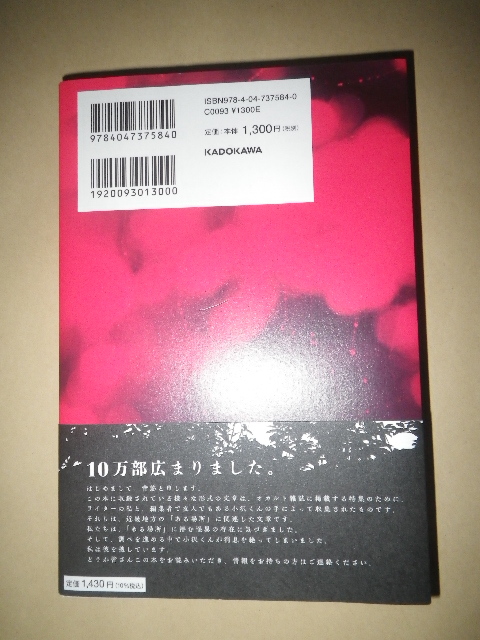 ISBN978-4-04-737584-0
C0093 ¥1300E
定価:本体1,300円(税別)
KADOKAWA
9784047375840
1920093013000
10万部広まりました。
はじめまして、背筋と申します。
この本に収録されている様々な形式の文章は、オカルト雑誌に掲載する特集のために、
ライターの私と、編集者で友人でもある小沢くんの手によって収集されたものです。
それらは、近畿地方の「ある場所」に関連した文章です。
私たちは、「ある場所」に潜む怪異の存在に気づきました。
そして、調べを進める中で小沢くんが消息を絶ってしまいました。
私は彼を探しています。
どうか皆さんこの本をお読みいただき、情報をお持ちの方はご連絡ください。
定価1,430円(10%税込)